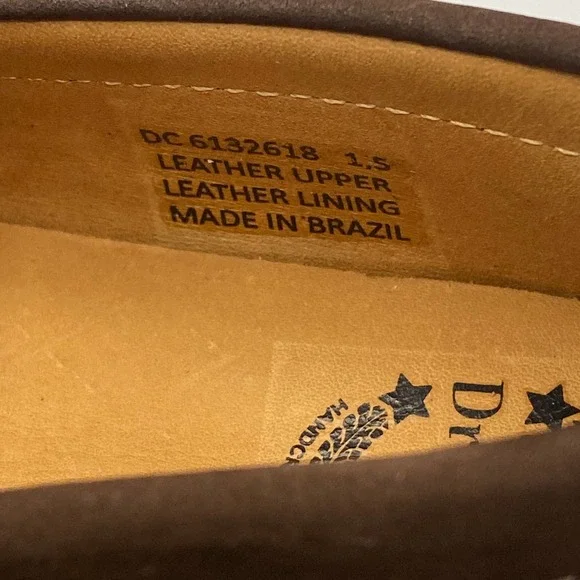 DC 6132618 1.5
LEATHER UPPER
LEATHER LINING
MADE IN BRAZIL